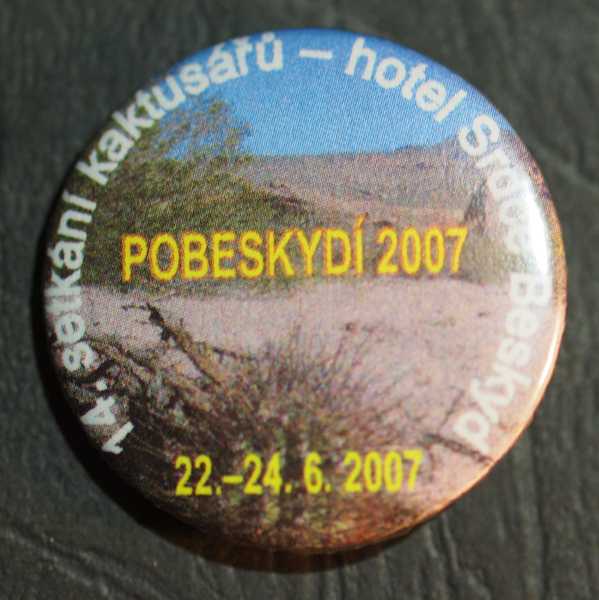 14. setkání kaktusářů – hotel Srdce Beskyd
POBESKYDÍ 2007
22.–24. 6. 2007